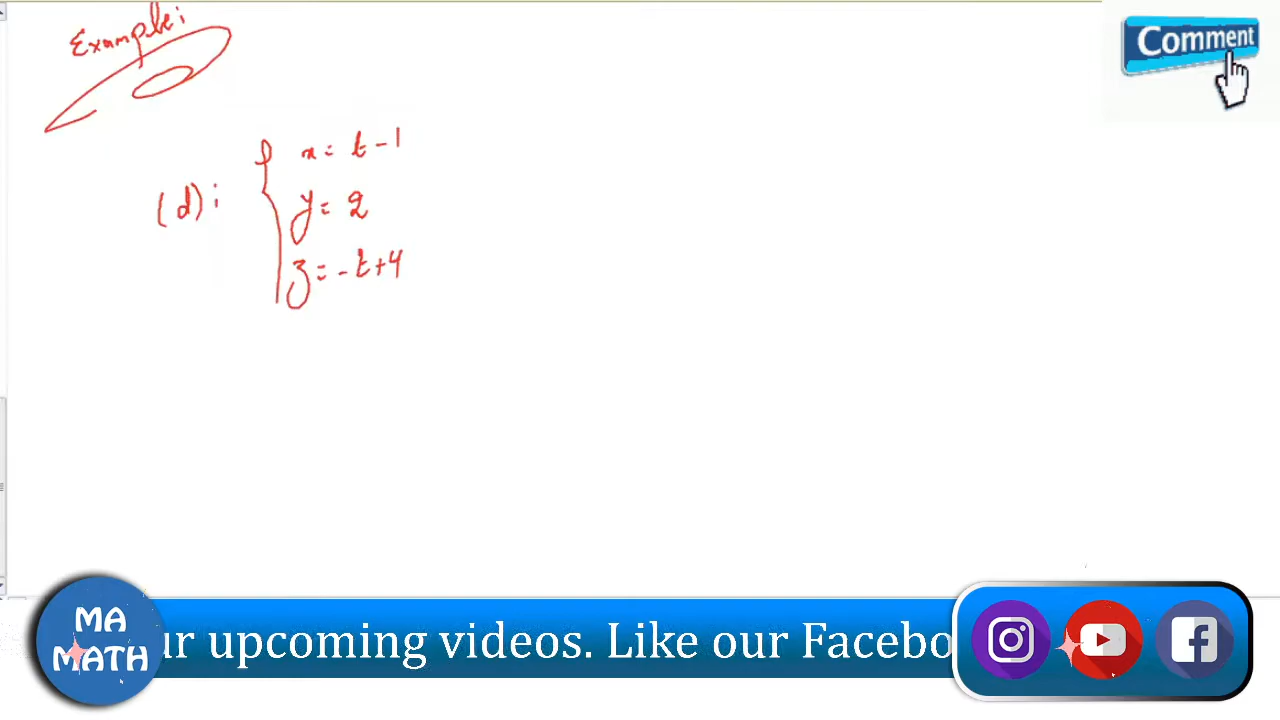 Example:
Comment
x = t - 1
(d):
y = 2
z = -t + 4
MA
MATH
ur upcoming videos. Like our Facebo